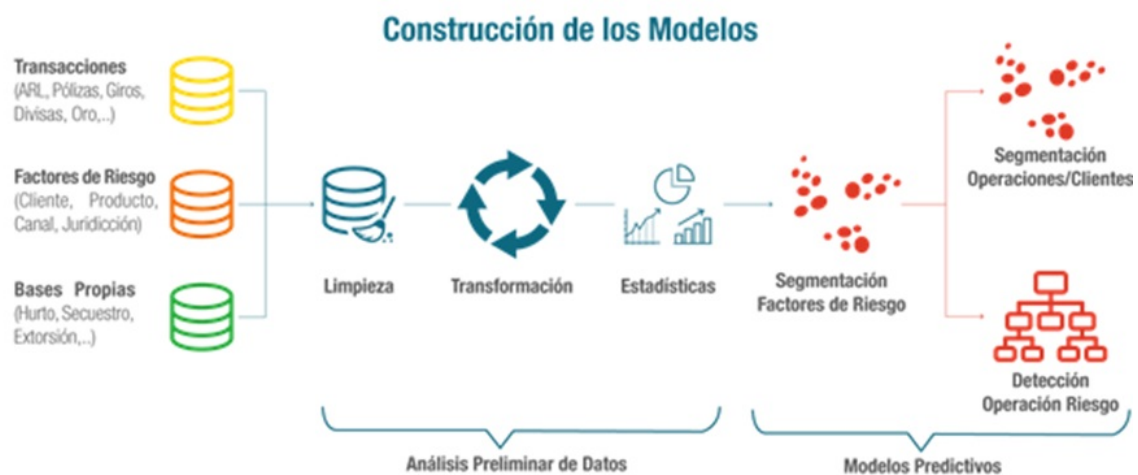 Construcción de los Modelos
Transacciones
(ARL, Pólizas, Giros,
Divisas, Oro,..)
Factores de Riesgo
(Cliente, Producto,
Canal, Juridicción)
Bases Propias
(Hurto, Secuestro,
Extorsión,..)
Limpieza
Transformación
Estadísticas
Segmentación
Factores de Riesgo
Segmentación
Operaciones/Clientes
Detección
Operación Riesgo
Análisis Preliminar de Datos
Modelos Predictivos